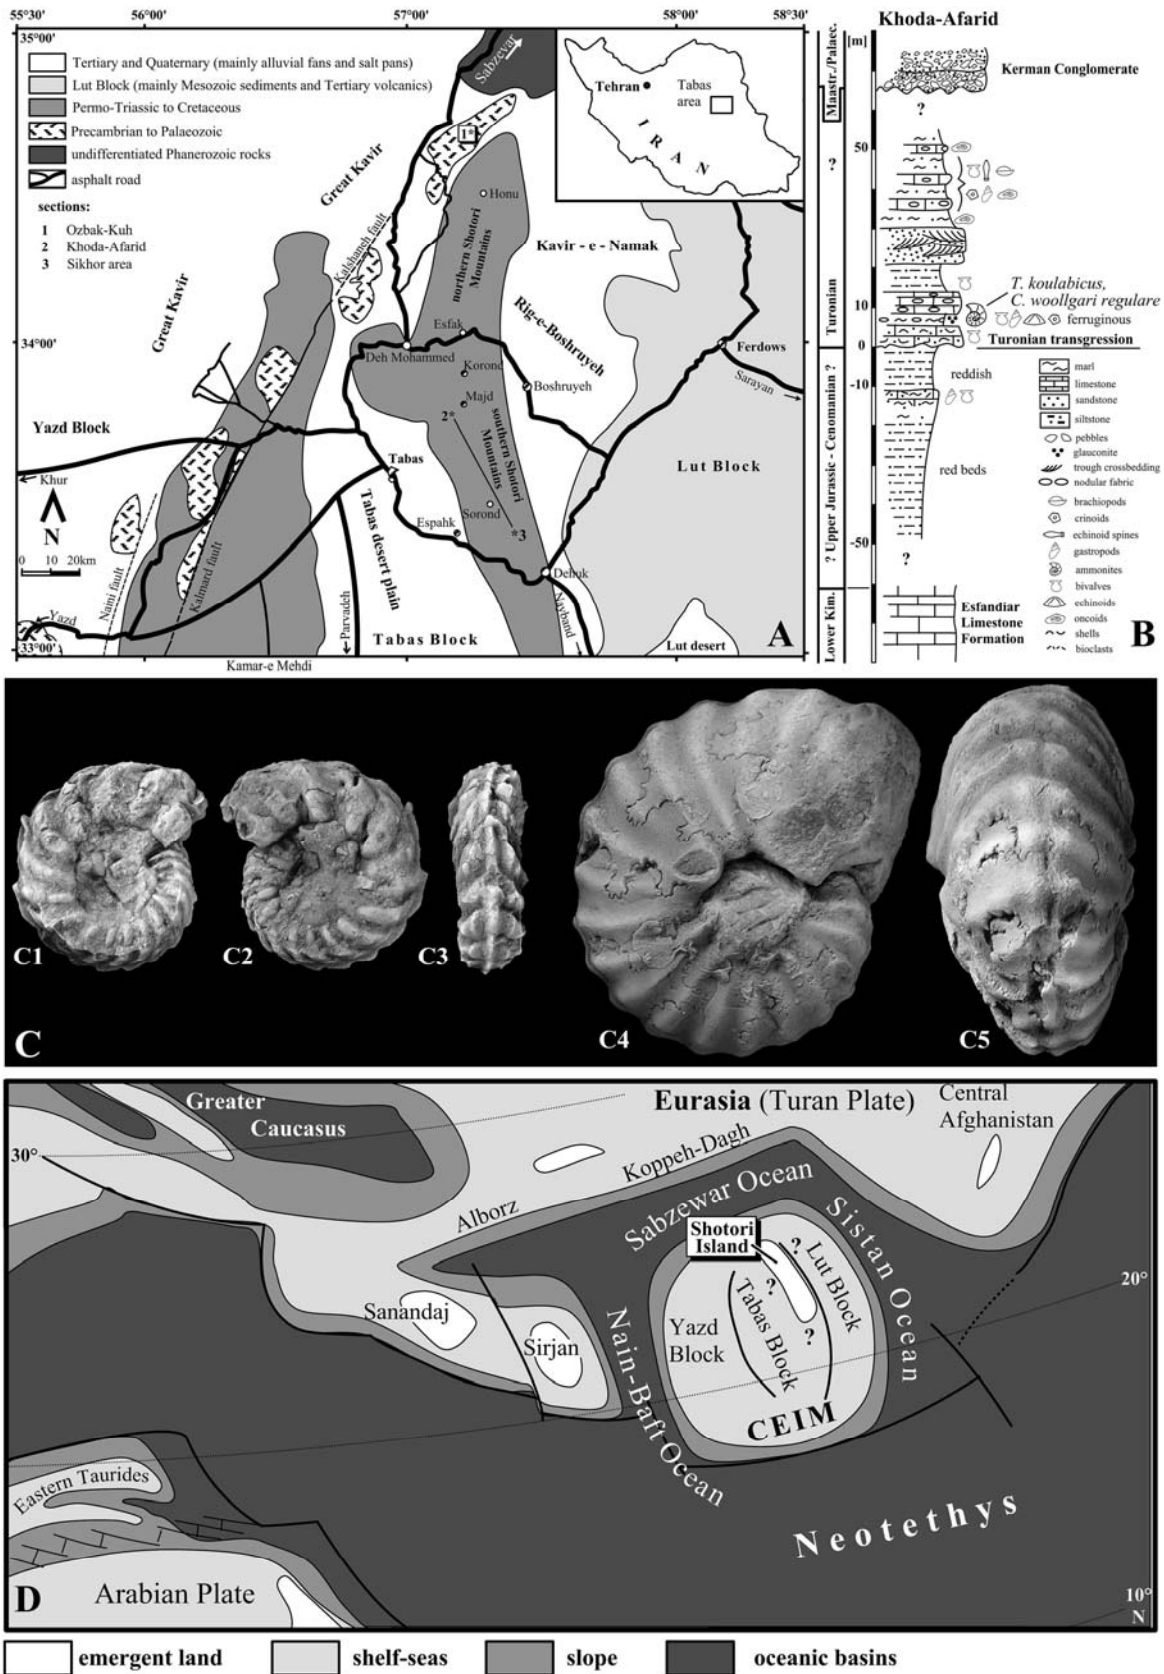 55°30'
56°00'
57°00'
58°00'
58°30'
35°00'
Tertiary and Quaternary (mainly alluvial fans and salt pans)
Lut Block (mainly Mesozoic sediments and Tertiary volcanics)
Permo-Triassic to Cretaceous
Precambrian to Palaeozoic
undifferentiated Phanerozoic rocks
asphalt road
sections:
1 Ozbak-Kuh
2 Khoda-Afarid
3 Sikhor area
Sabzevar
1*
Tehran
Tabas
area
IRAN
Great Kavir
Honu
Kalshaneh fault
northern Shotori
Mountains
Kavir - e - Namak
Great Kavir
Rig-e-Boshruyeh
Esfak
34°00'
Deh Mohammed
Korond
Ferdows
Boshruyeh
Sarayan
Majd
2*
Yazd Block
southern Shotori
Mountains
Tabas
Lut Block
Khur
N
Tabas desert plain
Sorond
Espahk
*3
0 10 20km
Naini fault
Kalmard fault
Dehuk
Yazd
Parvadeh
Nayband
33°00'
Tabas Block
Lut desert
A
Kamar-e Mehdi
Khoda-Afarid
[m]
Maastr./Palaec.
Kerman Conglomerate
?
50
?
Turonian
T. koulabicus,
C. woollgari regulare
10
ferruginous
0
Turonian transgression
reddish
-10
? Upper Jurassic - Cenomanian ?
red beds
-50
?
Lower Kim.
Esfandiar
Limestone
Formation
marl
limestone
sandstone
siltstone
pebbles
glauconite
trough crossbedding
nodular fabric
brachiopods
crinoids
echinoid spines
gastropods
ammonites
bivalves
echinoids
oncoids
shells
bioclasts
B
C1
C2
C3
C4
C5
C
Greater
Caucasus
Eurasia (Turan Plate)
Central
Afghanistan
30°
Koppeh-Dagh
Alborz
Sabzewar Ocean
Shotori
Island
Sistan Ocean
20°
?
Lut Block
?
Tabas Block
?
Sanandaj
Sirjan
Yazd
Block
Nain-Baft Ocean
CEIM
Eastern Taurides
Neotethys
D
Arabian Plate
10°
N
emergent land
shelf-seas
slope
oceanic basins